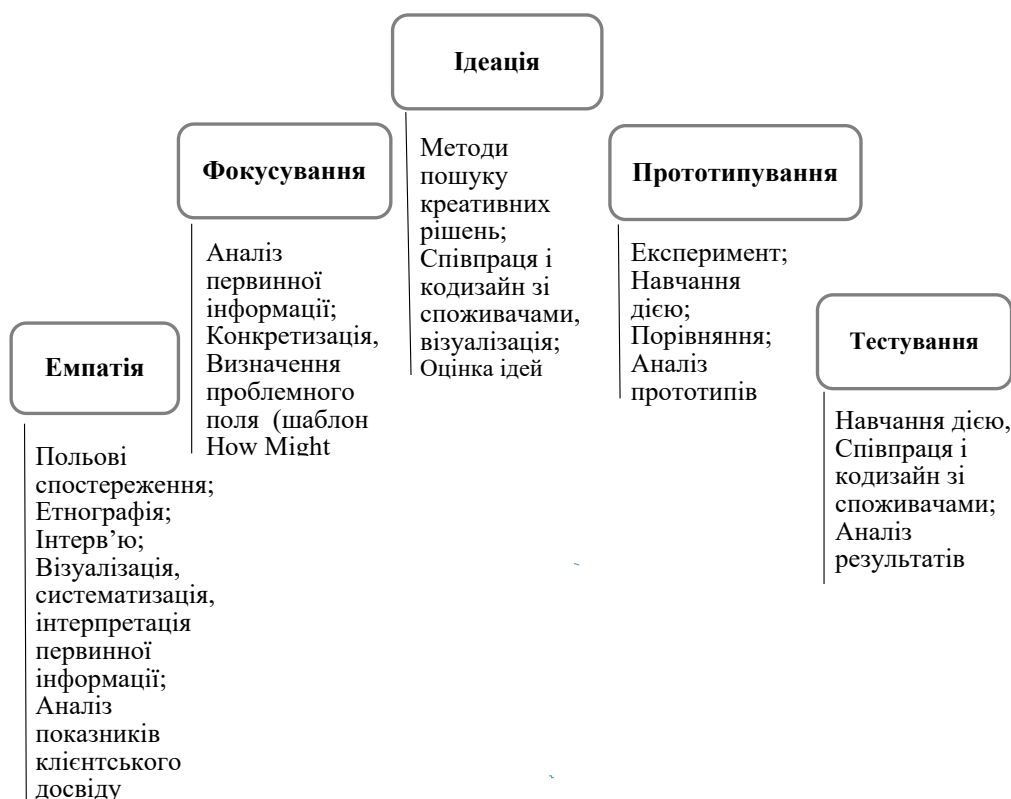 Емпатія
Польові
спостереження;
Етнографія;
Інтерв’ю;
Візуалізація,
систематизація,
інтерпретація
первинної
інформації;
Аналіз
показників
клієнтського
досвіду
Фокусування
Аналіз
первинної
інформації;
Конкретизація,
Визначення
проблемного
поля (шаблон
How Might
Ідеація
Методи
пошуку
креативних
рішень;
Співпраця і
кодизайн зі
споживачами,
візуалізація;
Оцінка ідей
Прототипування
Експеримент;
Навчання
дією;
Порівняння;
Аналіз
прототипів
Тестування
Навчання дією,
Співпраця і
кодизайн зі
споживачами;
Аналіз
результатів